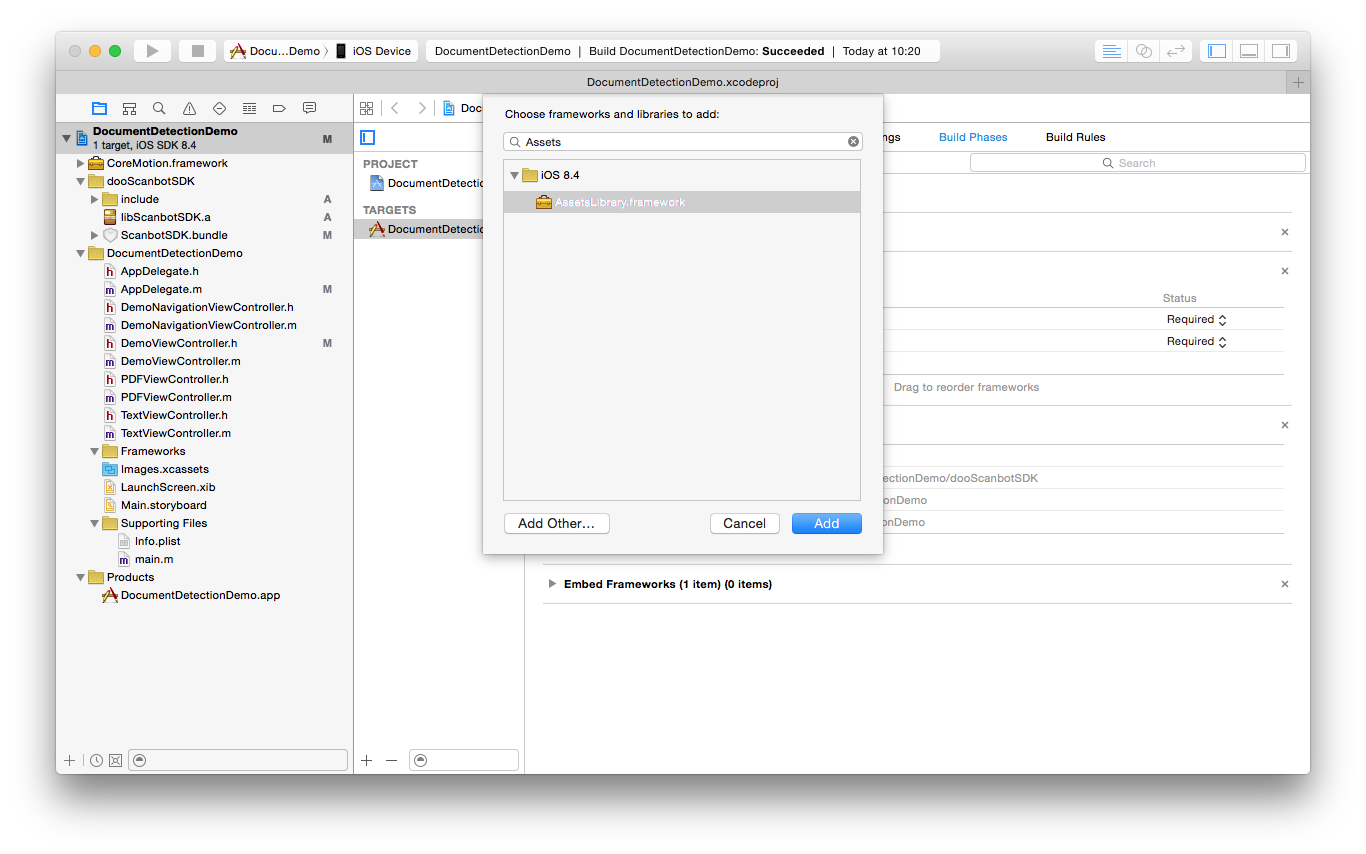 Docu...Demo
iOS Device
DocumentDetectionDemo | Build DocumentDetectionDemo: Succeeded | Today at 10:20
DocumentDetectionDemo.xcodeproj
DocumentDetectionDemo
1 target, iOS SDK 8.4
M
CoreMotion.framework
dooScanbotSDK
include
A
libScanbotSDK.a
A
ScanbotSDK.bundle
M
DocumentDetectionDemo
AppDelegate.h
AppDelegate.m
M
DemoNavigationViewController.h
DemoNavigationViewController.m
DemoViewController.h
M
DemoViewController.m
PDFViewController.h
PDFViewController.m
TextViewController.h
TextViewController.m
Frameworks
Images.xcassets
LaunchScreen.xib
Main.storyboard
Supporting Files
Info.plist
main.m
Products
DocumentDetectionDemo.app
Doc
PROJECT
DocumentDetectic
TARGETS
DocumentDetectic
Choose frameworks and libraries to add:
Assets
iOS 8.4
AssetsLibrary.framework
Add Other...
Cancel
Add
ngs
Build Phases
Build Rules
Search
Status
Required
Required
Drag to reorder frameworks
ectionDemo/dooScanbotSDK
onDemo
onDemo
Embed Frameworks (1 item) (0 items)